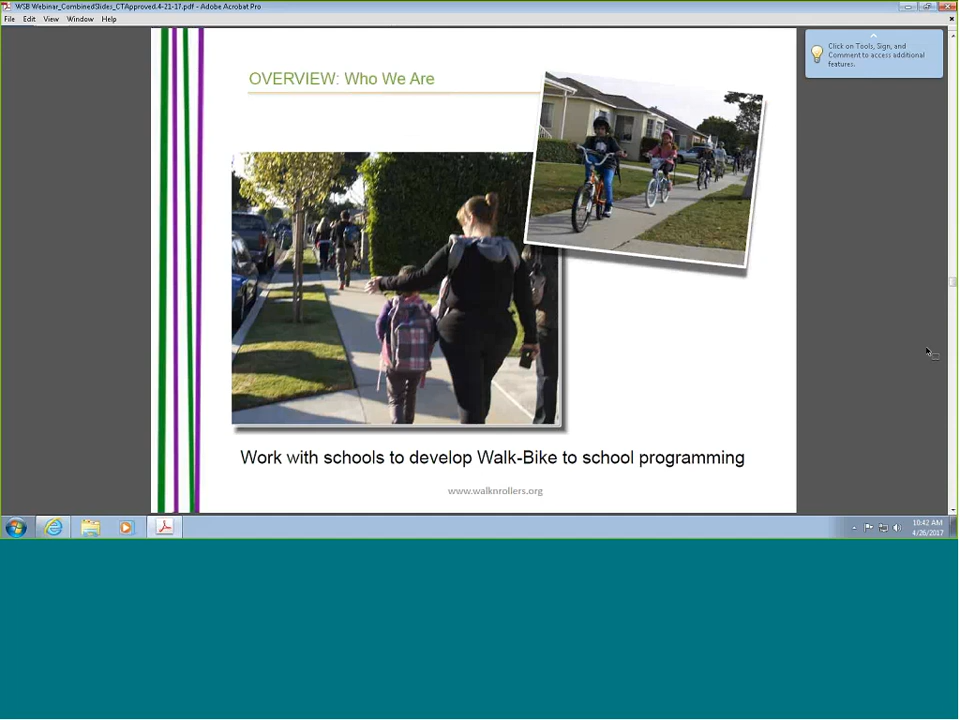 WSB Webinar_CombinedSlides_CTApproved.4-21-17.pdf - Adobe Acrobat Pro
File Edit View Window Help
Click on Tools, Sign, and
Comment to access additional
features.
OVERVIEW: Who We Are
Work with schools to develop Walk-Bike to school programming
www.walknrollers.org
10:42 AM
4/26/2017